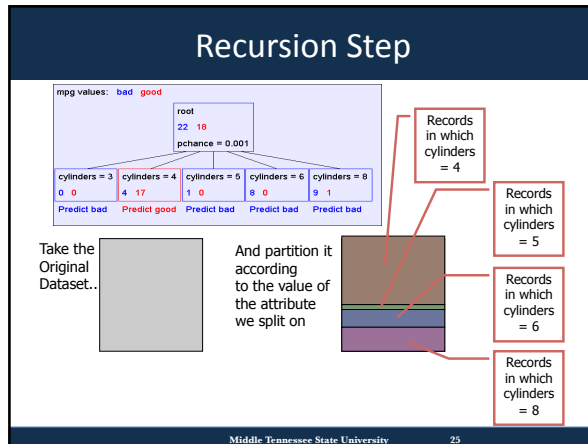 Recursion Step
mpg values: bad good
root
22 18
pchance = 0.001
cylinders = 3 cylinders = 4 cylinders = 5 cylinders = 6 cylinders = 8
0 0 4 17 1 0 8 0 9 1
Predict bad Predict good Predict bad Predict bad Predict bad
Records
in which
cylinders
= 4
Records
in which
cylinders
= 5
Records
in which
cylinders
= 6
Records
in which
cylinders
= 8
Take the
Original
Dataset..
And partition it
according
to the value of
the attribute
we split on
Middle Tennessee State University 25